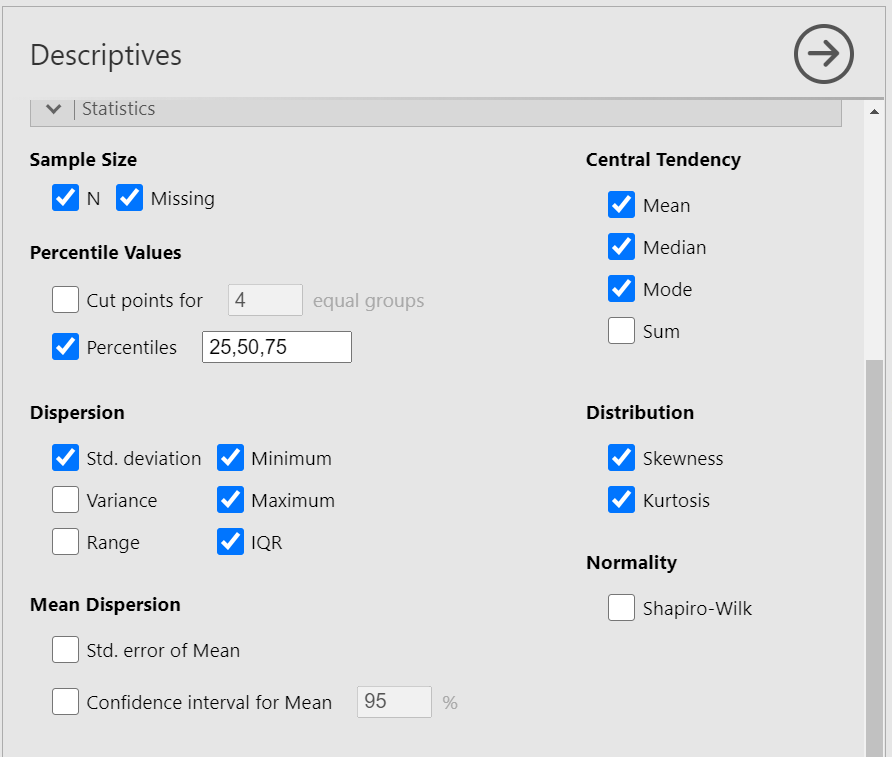 Descriptives
Statistics
Sample Size
N Missing
Percentile Values
Cut points for 4 equal groups
Percentiles 25,50,75
Central Tendency
Mean
Median
Mode
Sum
Dispersion
Std. deviation Minimum
Variance Maximum
Range IQR
Distribution
Skewness
Kurtosis
Normality
Shapiro-Wilk
Mean Dispersion
Std. error of Mean
Confidence interval for Mean 95 %